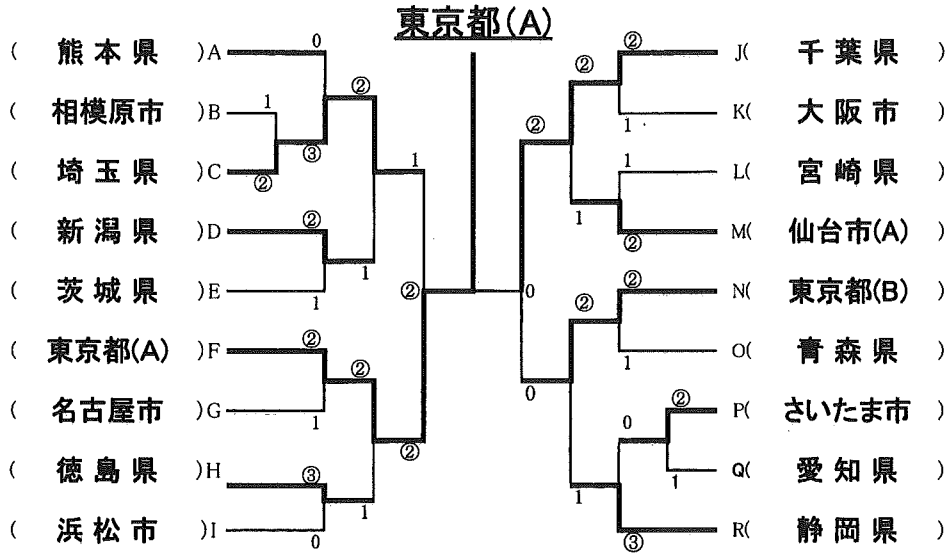 東京都(A)
( 熊本県 )A 0 ② ② J( 千葉県 )
( 相模原市 )B 1 ② ② 1 K( 大阪市 )
( 埼玉県 )C ② ③ 1 1 L( 宮崎県 )
( 新潟県 )D ② 1 ② M( 仙台市(A) )
( 茨城県 )E 1 1 ② 0 ② ② N( 東京都(B) )
( 東京都(A) )F ② ② 0 1 O( 青森県 )
( 名古屋市 )G 1 ② 0 ② P( さいたま市 )
( 徳島県 )H ③ 1 1 1 Q( 愛知県 )
( 浜松市 )I 0 ③ R( 静岡県 )